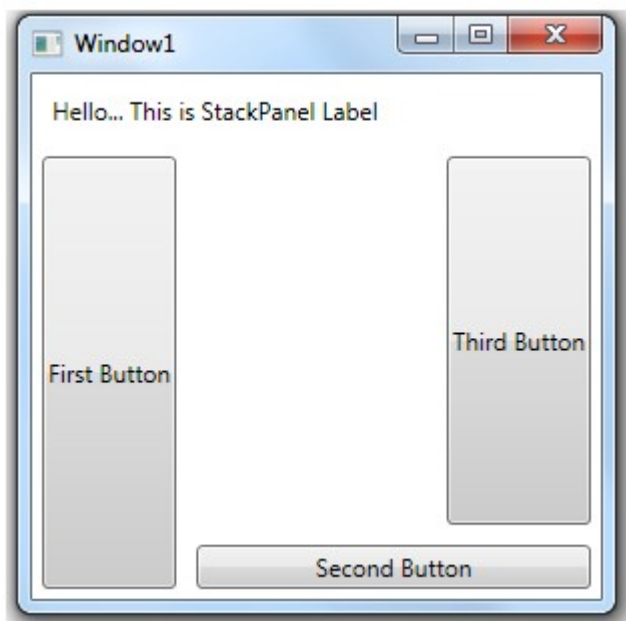 Window1
Hello... This is StackPanel Label
First Button
Third Button
Second Button